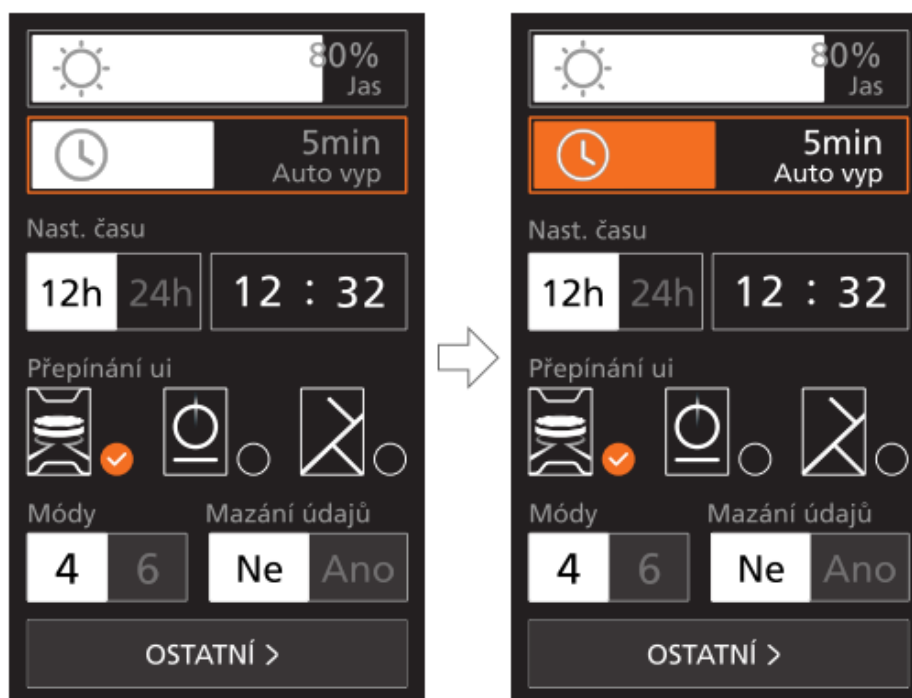 80%
Jas
5min
Auto vyp
Nast. času
12h 24h 12 : 32
Přepínání ui
Módy Mazání údajů
4 6 Ne Ano
OSTATNÍ >
80%
Jas
5min
Auto vyp
Nast. času
12h 24h 12 : 32
Přepínání ui
Módy Mazání údajů
4 6 Ne Ano
OSTATNÍ >